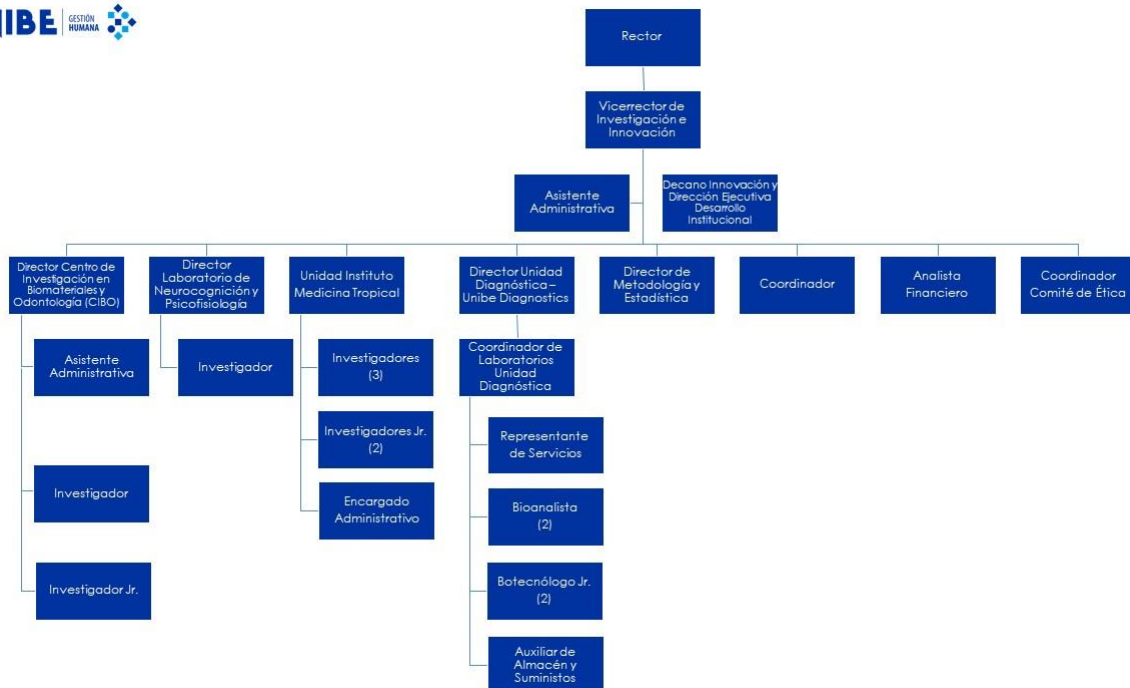 IBE GESTIÓN
HUMANA
Rector
Vicerrector de
Investigación e
Innovación
Asistente
Administrativa
Decano Innovación y
Dirección Ejecutiva
Desarrollo
Institucional
Director Centro de
Investigación en
Biomateriales y
Odontología (CIBO)
Director
Laboratorio de
Neurocognición y
Psicofisiología
Unidad Instituto
Medicina Tropical
Director Unidad
Diagnóstica –
Unibe Diagnostics
Director de
Metodología y
Estadística
Coordinador
Analista
Financiero
Coordinador
Comité de Ética
Asistente
Administrativa
Investigador
Investigador Jr.
Investigador
Investigadores
(3)
Investigadores Jr.
(2)
Encargado
Administrativo
Coordinador de
Laboratorios
Unidad
Diagnóstica
Representante
de Servicios
Bioanalista
(2)
Botecnólogo Jr.
(2)
Auxiliar de
Almacén y
Suministos